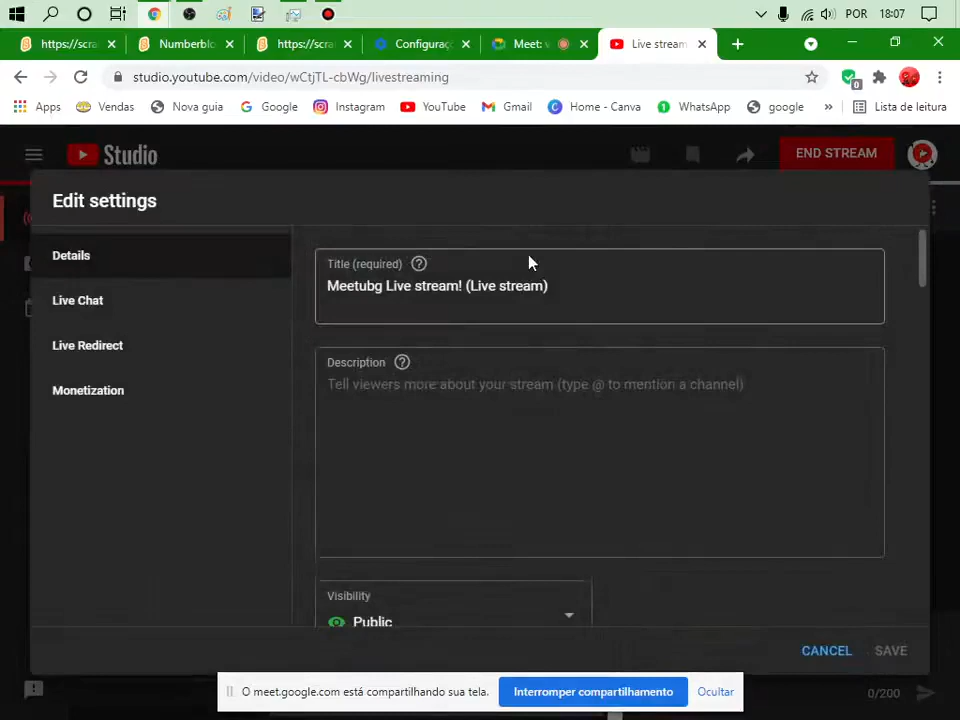 POR 18:07
https://scra
Numberblo
https://scra
Configuraç
Meet: v
Live stream
studio.youtube.com/video/wCtjTL-cbWg/livestreaming
0
Apps Vendas Nova guia Google Instagram YouTube Gmail Home - Canva WhatsApp google » Lista de leitura
Studio END STREAM
Edit settings
Details
Live Chat
Live Redirect
Monetization
Title (required)
Meetubg Live stream! (Live stream)
Description
Tell viewers more about your stream (type @ to mention a channel)
Visibility
Public
CANCEL SAVE
O meet.google.com está compartilhando sua tela. Interromper compartilhamento Ocultar
0/200